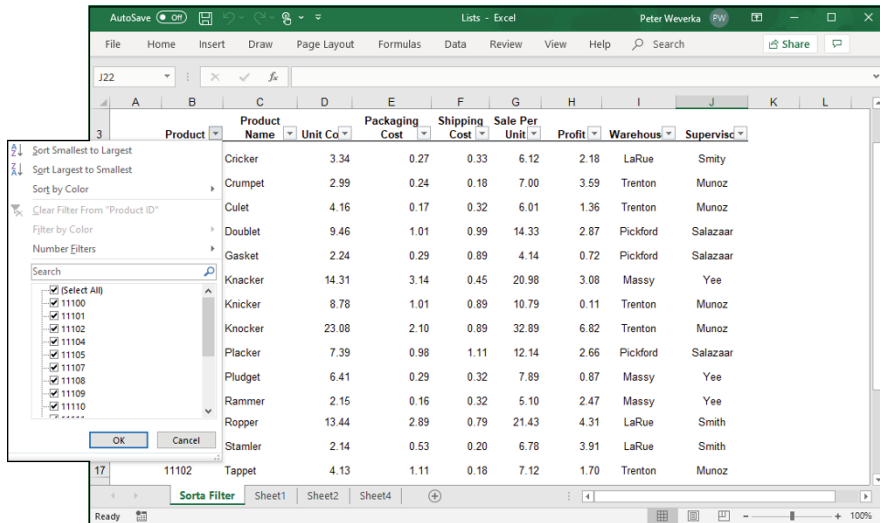 AutoSave Off Lists - Excel Peter Weverka PW
File Home Insert Draw Page Layout Formulas Data Review View Help Search Share
J22 fx
A B C D E F G H I J K L
Product Packaging Shipping Sale Per
3 Product Name Unit Co Cost Cost Unit Profit Warehous Superviso
Sort Smallest to Largest
Sort Largest to Smallest
Sort by Color
Clear Filter From "Product ID"
Filter by Color
Number Filters
Search
(Select All)
11100
11101
11102
11104
11105
11107
11108
11109
11110
OK Cancel
Cricker 3.34 0.27 0.33 6.12 2.18 LaRue Smity
Crumpet 2.99 0.24 0.18 7.00 3.59 Trenton Munoz
Culet 4.16 0.17 0.32 6.01 1.36 Trenton Munoz
Doublet 9.46 1.01 0.99 14.33 2.87 Pickford Salazaar
Gasket 2.24 0.29 0.89 4.14 0.72 Pickford Salazaar
Knacker 14.31 3.14 0.45 20.98 3.08 Massy Yee
Knicker 8.78 1.01 0.89 10.79 0.11 Trenton Munoz
Knocker 23.08 2.10 0.89 32.89 6.82 Trenton Munoz
Placker 7.39 0.98 1.11 12.14 2.66 Pickford Salazaar
Pludget 6.41 0.29 0.32 7.89 0.87 Massy Yee
Rammer 2.15 0.16 0.32 5.10 2.47 Massy Yee
Ropper 13.44 2.89 0.79 21.43 4.31 LaRue Smith
Stamler 2.14 0.53 0.20 6.78 3.91 LaRue Smith
17 11102 Tappet 4.13 1.11 0.18 7.12 1.70 Trenton Munoz
Sorta Filter Sheet1 Sheet2 Sheet4
Ready 100%